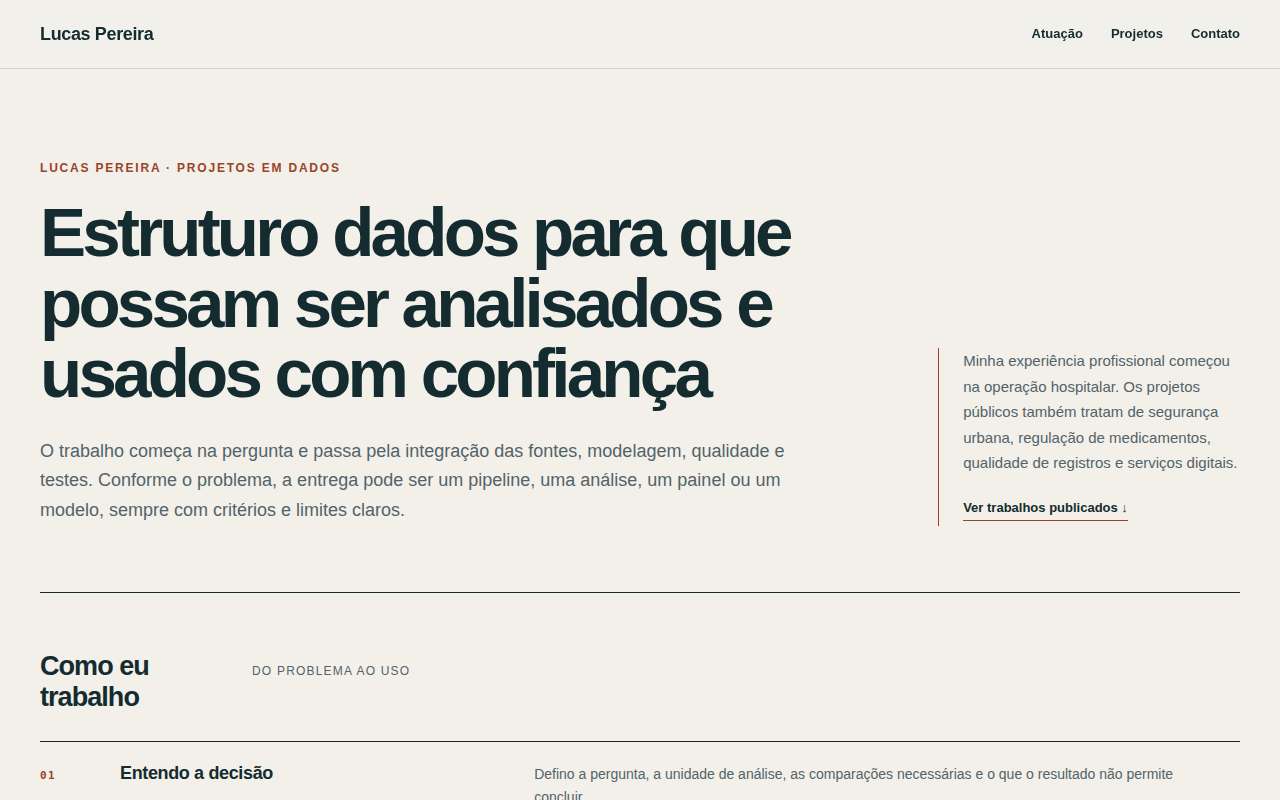 Lucas Pereira
Atuação Projetos Contato
LUCAS PEREIRA · PROJETOS EM DADOS
Estruturo dados para que
possam ser analisados e
usados com confiança
O trabalho começa na pergunta e passa pela integração das fontes, modelagem, qualidade e
testes. Conforme o problema, a entrega pode ser um pipeline, uma análise, um painel ou um
modelo, sempre com critérios e limites claros.
Minha experiência profissional começou
na operação hospitalar. Os projetos
públicos também tratam de segurança
urbana, regulação de medicamentos,
qualidade de registros e serviços digitais.
Ver trabalhos publicados ↓
Como eu
trabalho
DO PROBLEMA AO USO
01
Entendo a decisão
Defino a pergunta, a unidade de análise, as comparações necessárias e o que o resultado não permite
concluir.